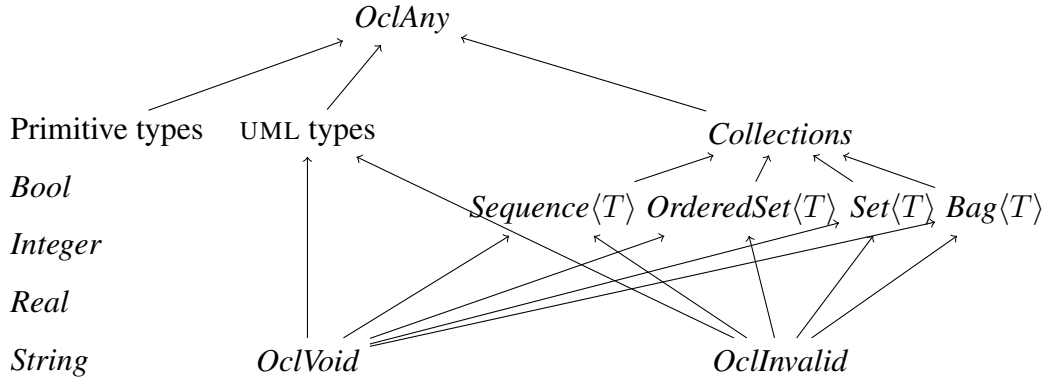 OclAny
Primitive types UML types Collections
Bool
Sequence⟨T⟩ OrderedSet⟨T⟩ Set⟨T⟩ Bag⟨T⟩
Integer
Real
String OclVoid OclInvalid